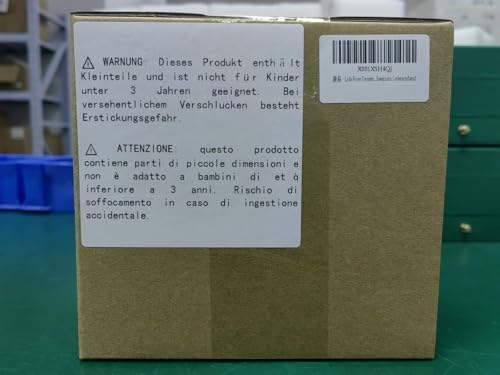 ⚠ WARNUNG: Dieses Produkt enthält
Kleinteile und ist nicht für Kinder
unter 3 Jahren geeignet. Bei
versehentlichem Verschlucken besteht
Erstickungsgefahr.
⚠ ATTENZIONE: questo prodotto
contiene parti di piccole dimensioni e
non è adatto a bambini di età
inferiore a 3 anni. Rischio di
soffocamento in caso di ingestione
accidentale.